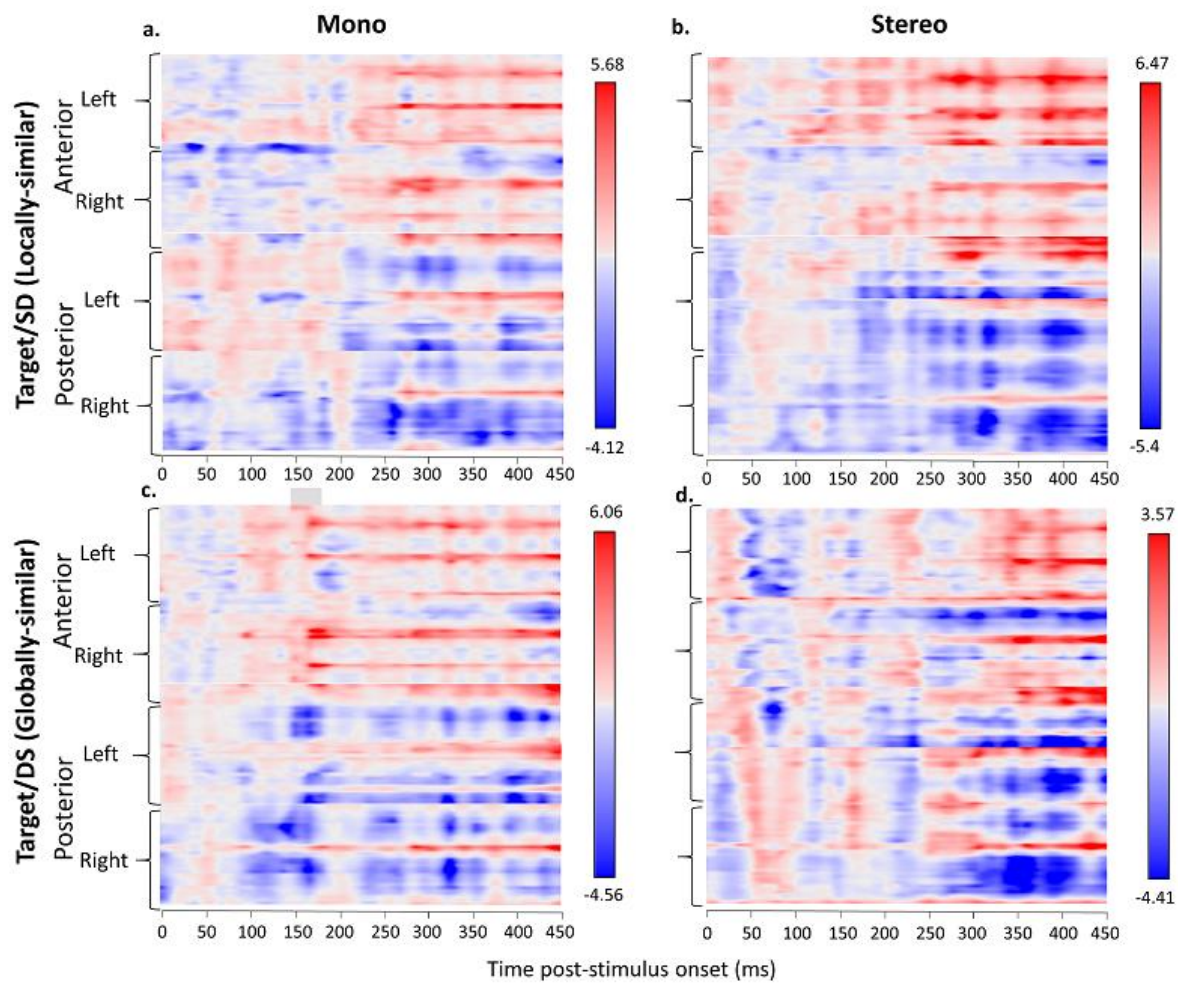 Mono
Stereo
a.
b.
Target/SD (Locally-similar)
Anterior
Left
Right
Posterior
Left
Right
5.68
-4.12
6.47
-5.4
0 50 100 150 200 250 300 350 400 450
0 50 100 150 200 250 300 350 400 450
c.
d.
Target/DS (Globally-similar)
Anterior
Left
Right
Posterior
Left
Right
6.06
-4.56
3.57
-4.41
0 50 100 150 200 250 300 350 400 450
0 50 100 150 200 250 300 350 400 450
Time post-stimulus onset (ms)